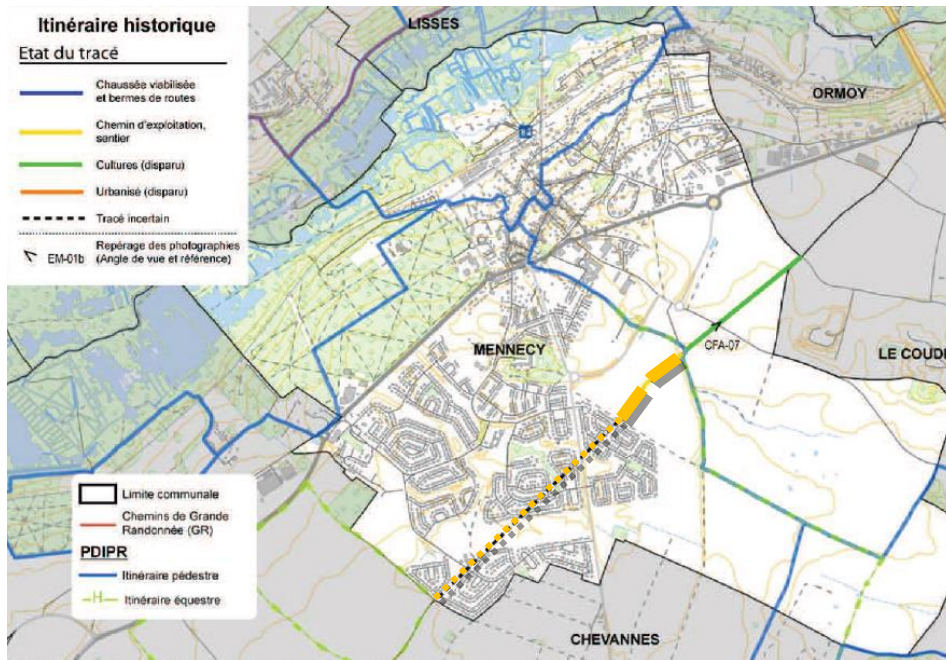 Itinéraire historique
Etat du tracé
Chaussée viabilisée
et bermes de routes
Chemin d'exploitation,
sentier
Cultures (disparu)
Urbanisé (disparu)
Tracé incertain
EM-01b
Repérage des photographies
(Angle de vue et référence)
LISSES
ORMOY
MENNECY
CFA-07
LE COUDR
Limite communale
Chemins de Grande
Randonnée (GR)
PDIPR
Itinéraire pédestre
H Itinéraire équestre
CHEVANNES